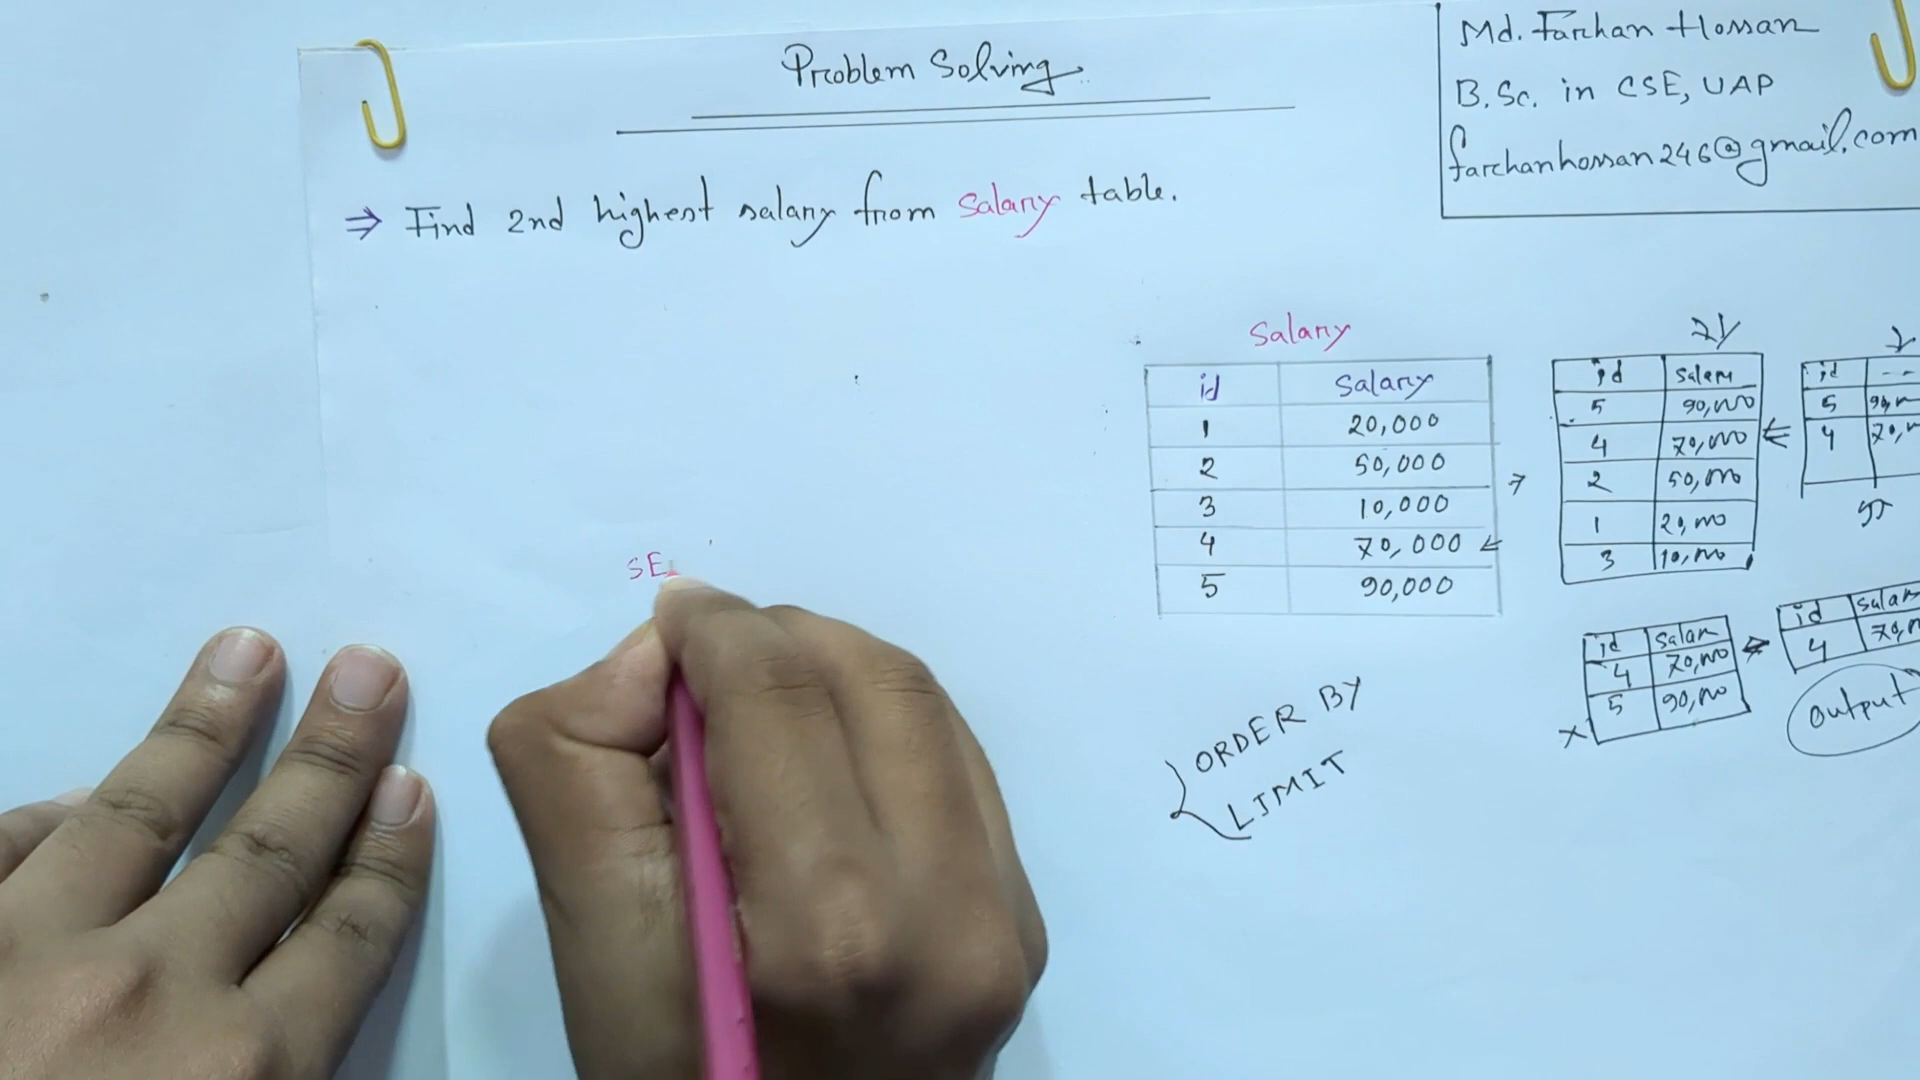 Problem Solving
Md. Farhan Hossan
B.Sc. in CSE, UAP
farhanhossan246@gmail.com
⇒ Find 2nd highest salary from Salary table.
Salary
id Salary
1 20,000
2 50,000
3 10,000
4 70,000
5 90,000
id
5 90,000
4 70,000
2 50,000
1 20,000
3 10,000
id --
5
4
id
4 70,000
5 90,000
id
4
Output
SE
ORDER BY
LIMIT